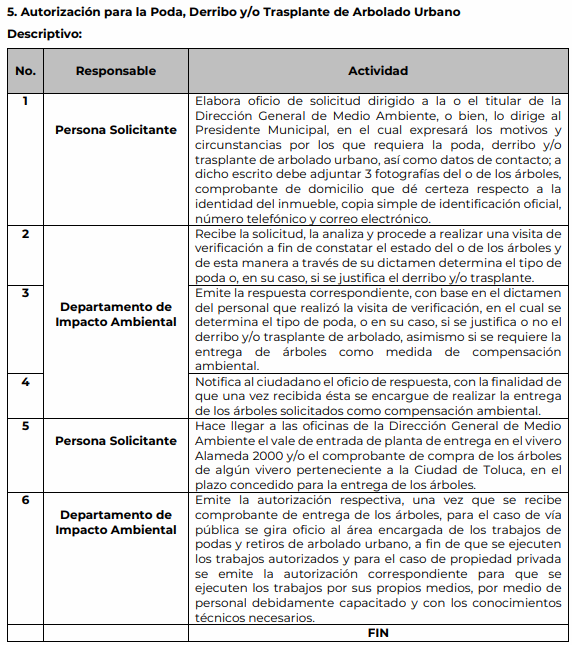 5. Autorización para la Poda, Derribo y/o Trasplante de Arbolado Urbano
Descriptivo:
No.
Responsable
Actividad
1
Persona Solicitante
Elabora oficio de solicitud dirigido a la o el titular de la
Dirección General de Medio Ambiente, o bien, lo dirige al
Presidente Municipal, en el cual expresará los motivos y
circunstancias por los que requiera la poda, derribo y/o
trasplante de arbolado urbano, así como datos de contacto; a
dicho escrito debe adjuntar 3 fotografías del o de los árboles,
comprobante de domicilio que dé certeza respecto a la
identidad del inmueble, copia simple de identificación oficial,
número telefónico y correo electrónico.
2
Recibe la solicitud, la analiza y procede a realizar una visita de
verificación a fin de constatar el estado del o de los árboles y
de esta manera a través de su dictamen determina el tipo de
poda o, en su caso, si se justifica el derribo y/o trasplante.
3
Departamento de
Impacto Ambiental
Emite la respuesta correspondiente, con base en el dictamen
del personal que realizó la visita de verificación, en el cual se
determina el tipo de poda, o en su caso, si se justifica o no el
derribo y/o trasplante de arbolado, asimismo si se requiere la
entrega de árboles como medida de compensación
ambiental.
4
Notifica al ciudadano el oficio de respuesta, con la finalidad de
que una vez recibida ésta se encargue de realizar la entrega
de los árboles solicitados como compensación ambiental.
5
Persona Solicitante
Hace llegar a las oficinas de la Dirección General de Medio
Ambiente el vale de entrada de planta de entrega en el vivero
Alameda 2000 y/o el comprobante de compra de los árboles
de algún vivero perteneciente a la Ciudad de Toluca, en el
plazo concedido para la entrega de los árboles.
6
Departamento de
Impacto Ambiental
Emite la autorización respectiva, una vez que se recibe
comprobante de entrega de los árboles, para el caso de vía
pública se gira oficio al área encargada de los trabajos de
podas y retiros de arbolado urbano, a fin de que se ejecuten
los trabajos autorizados y para el caso de propiedad privada
se emite la autorización correspondiente para que se
ejecuten los trabajos por sus propios medios, por medio de
personal debidamente capacitado y con los conocimientos
técnicos necesarios.
FIN